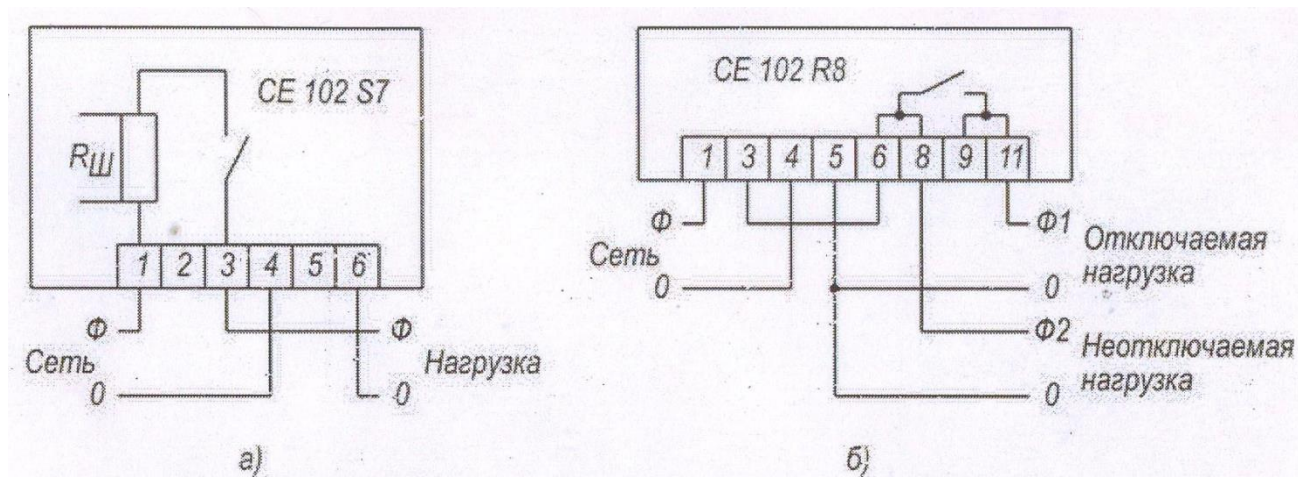 CE 102 S7
RШ
1 2 3 4 5 6
Ф
Сеть
0
Ф
Нагрузка
0
а)
CE 102 R8
1 3 4 5 6 8 9 11
Ф
Сеть
0
Ф1
Отключаемая
нагрузка
0
Ф2
Неотключаемая
нагрузка
0
б)